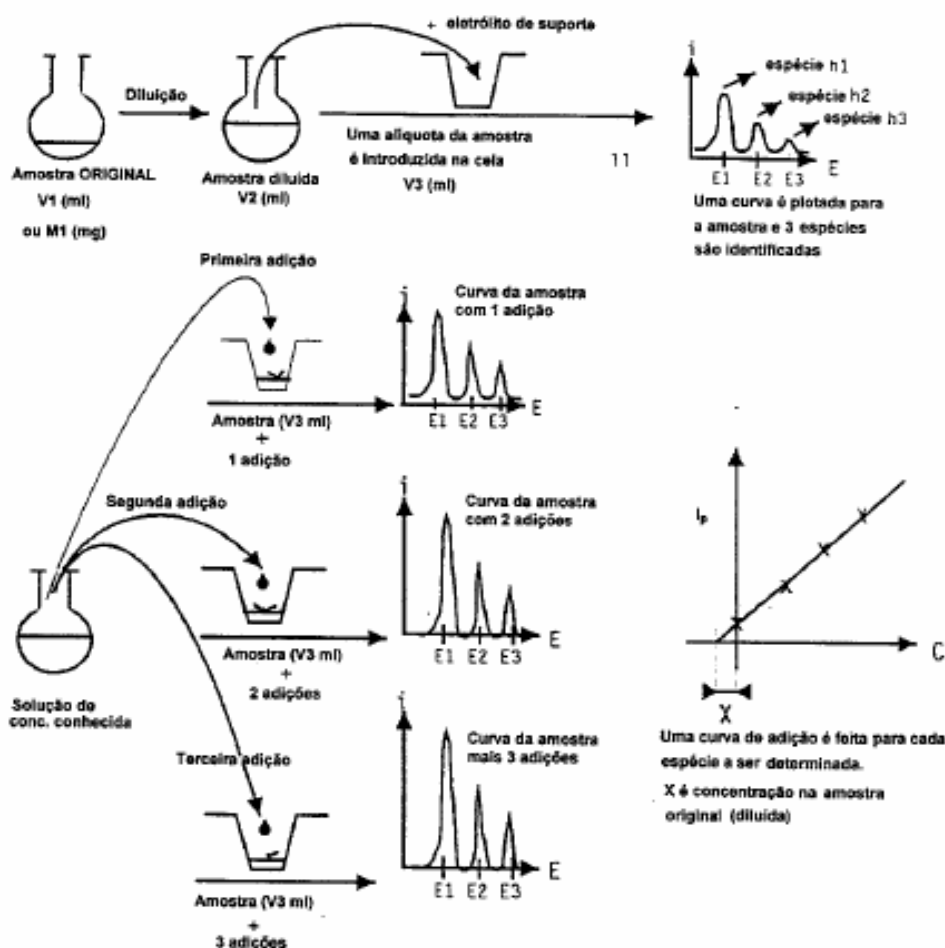 + eletrólito de suporte
Diluição
Amostra ORIGINAL
V1 (ml)
ou M1 (mg)
Amostra diluída
V2 (ml)
Uma alíquota da amostra
é introduzida na cela
V3 (ml)
11
i
espécie h1
espécie h2
espécie h3
E1 E2 E3 E
Uma curva é plotada para
a amostra e 3 espécies
são identificadas
Primeira adição
Amostra (V3 ml)
+
1 adição
i
Curva da amostra
com 1 adição
E1 E2 E3 E
Segunda adição
Amostra (V3 ml)
+
2 adições
i
Curva da amostra
com 2 adições
E1 E2 E3 E
Solução de
conc. conhecida
Terceira adição
Amostra (V3 ml)
+
3 adições
i
Curva da amostra
mais 3 adições
E1 E2 E3 E
Ip
C
X
Uma curva de adição é feita para cada
espécie a ser determinada.
X é concentração na amostra
original (diluída)